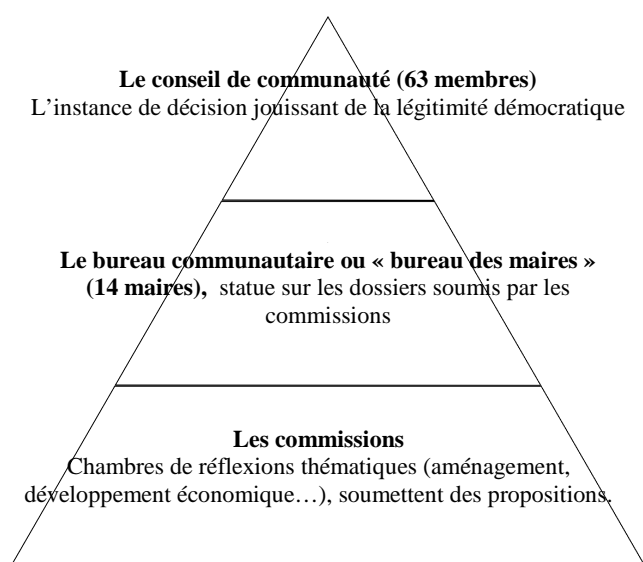 Le conseil de communauté (63 membres)
L’instance de décision jouissant de la légitimité démocratique
Le bureau communautaire ou « bureau des maires »
(14 maires), statue sur les dossiers soumis par les
commissions
Les commissions
Chambres de réflexions thématiques (aménagement,
développement économique…), soumettent des propositions.